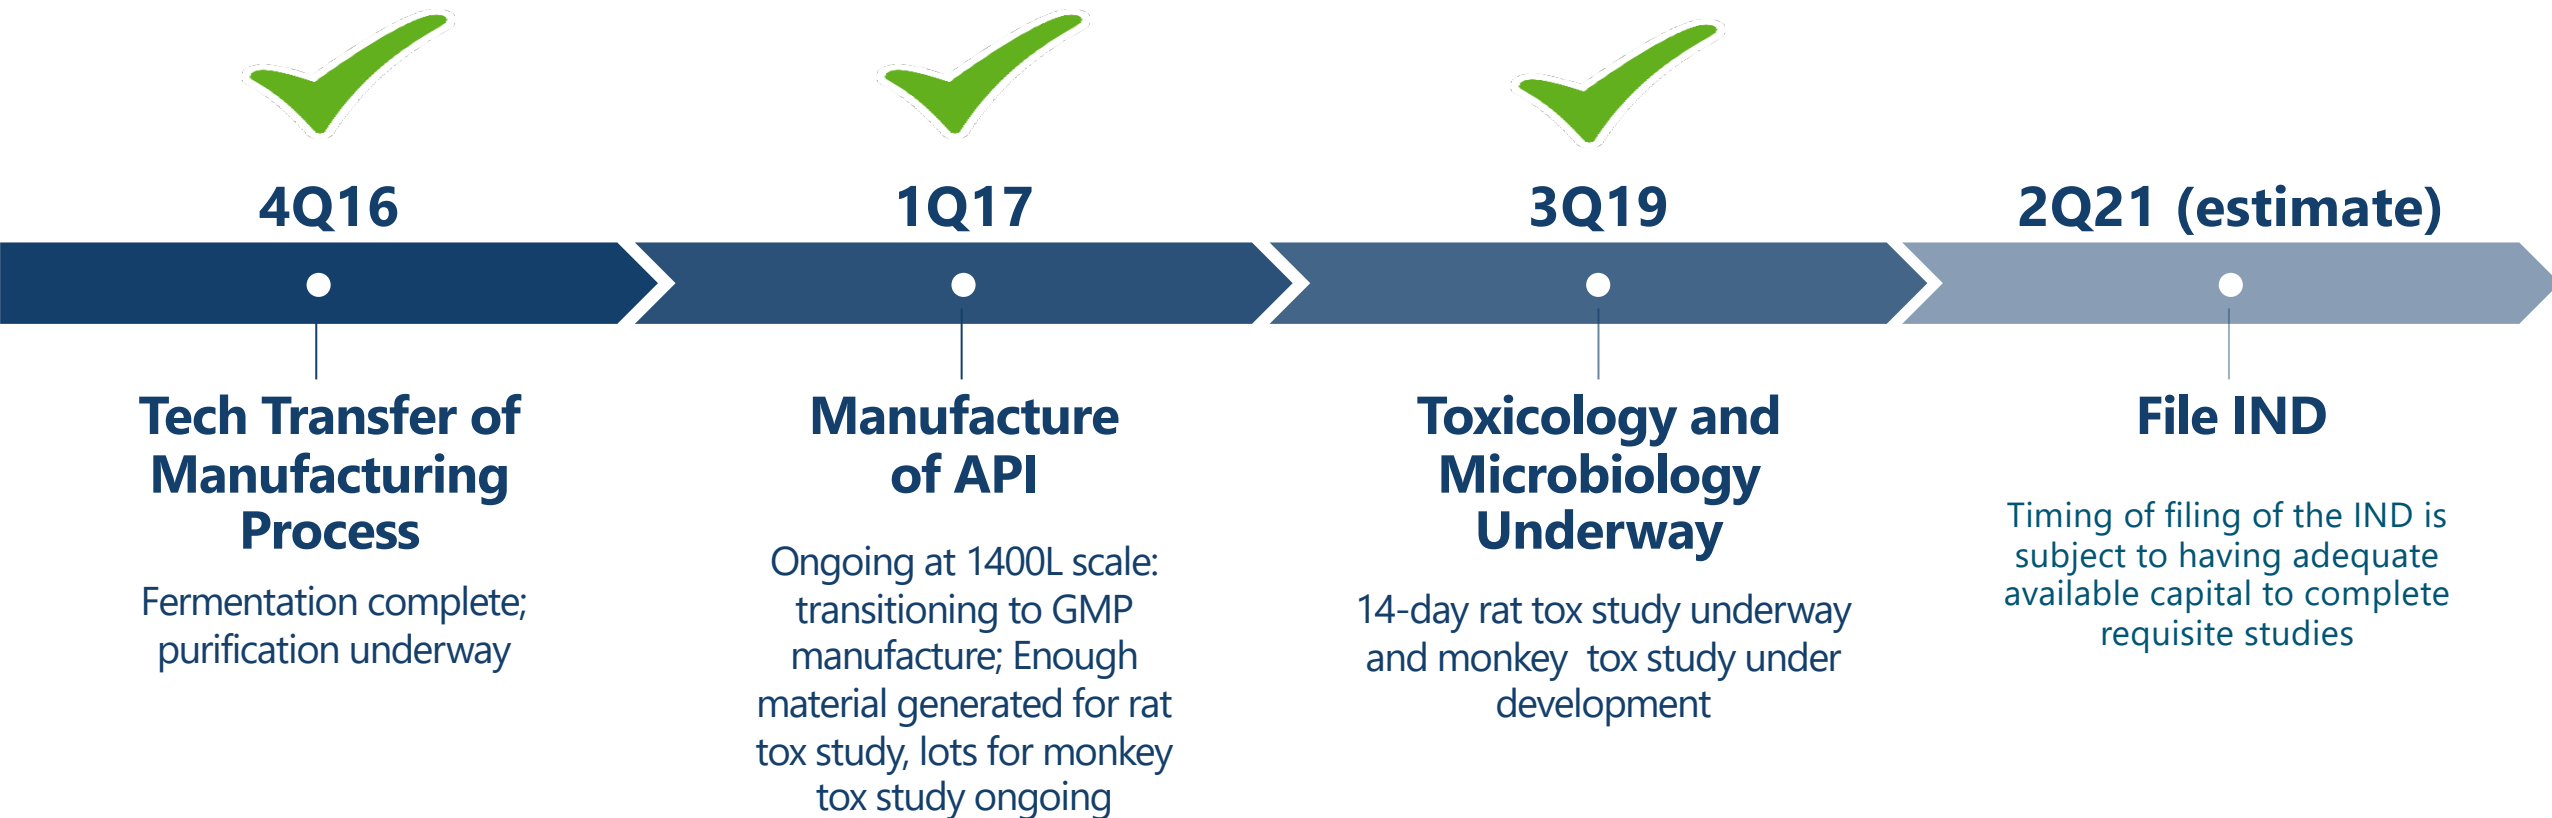 4Q16
Tech Transfer of
Manufacturing
Process
Fermentation complete;
purification underway
1Q17
Manufacture
of API
Ongoing at 1400L scale:
transitioning to GMP
manufacture; Enough
material generated for rat
tox study, lots for monkey
tox study ongoing
3Q19
Toxicology and
Microbiology
Underway
14-day rat tox study underway
and monkey tox study under
development
2Q21 (estimate)
File IND
Timing of filing of the IND is
subject to having adequate
available capital to complete
requisite studies